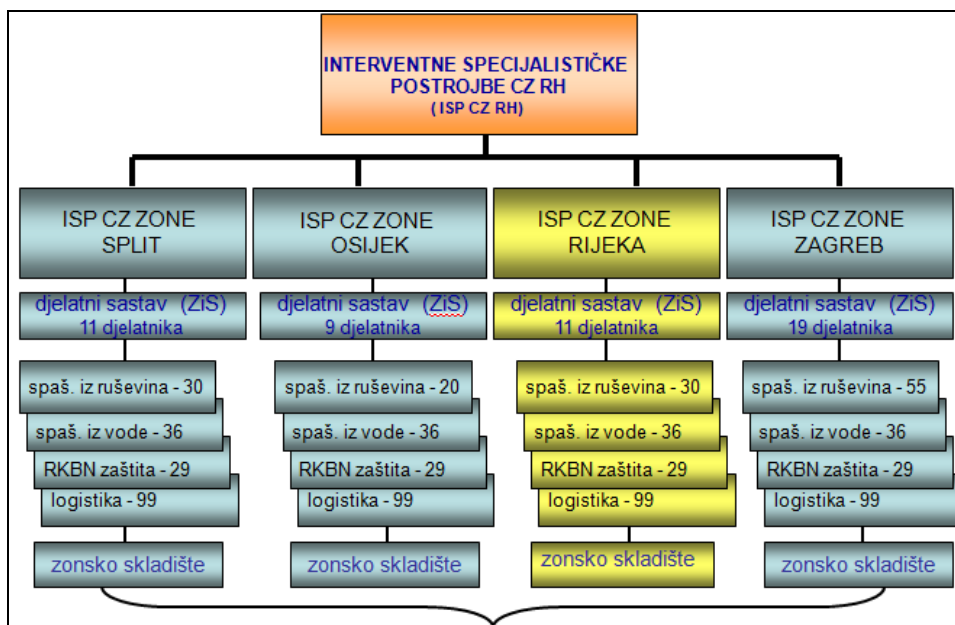 INTERVENTNE SPECIJALISTIČKE
POSTROJBE CZ RH
( ISP CZ RH)
ISP CZ ZONE
SPLIT
djelatni sastav (ZiS)
11 djelatnika
spaš. iz ruševina - 30
spaš. iz vode - 36
RKBN zaštita - 29
logistika - 99
zonsko skladište
ISP CZ ZONE
OSIJEK
djelatni sastav (ZiS)
9 djelatnika
spaš. iz ruševina - 20
spaš. iz vode - 36
RKBN zaštita - 29
logistika - 99
zonsko skladište
ISP CZ ZONE
RIJEKA
djelatni sastav (ZiS)
11 djelatnika
spaš. iz ruševina - 30
spaš. iz vode - 36
RKBN zaštita - 29
logistika - 99
zonsko skladište
ISP CZ ZONE
ZAGREB
djelatni sastav (ZiS)
19 djelatnika
spaš. iz ruševina - 55
spaš. iz vode - 36
RKBN zaštita - 29
logistika - 99
zonsko skladište